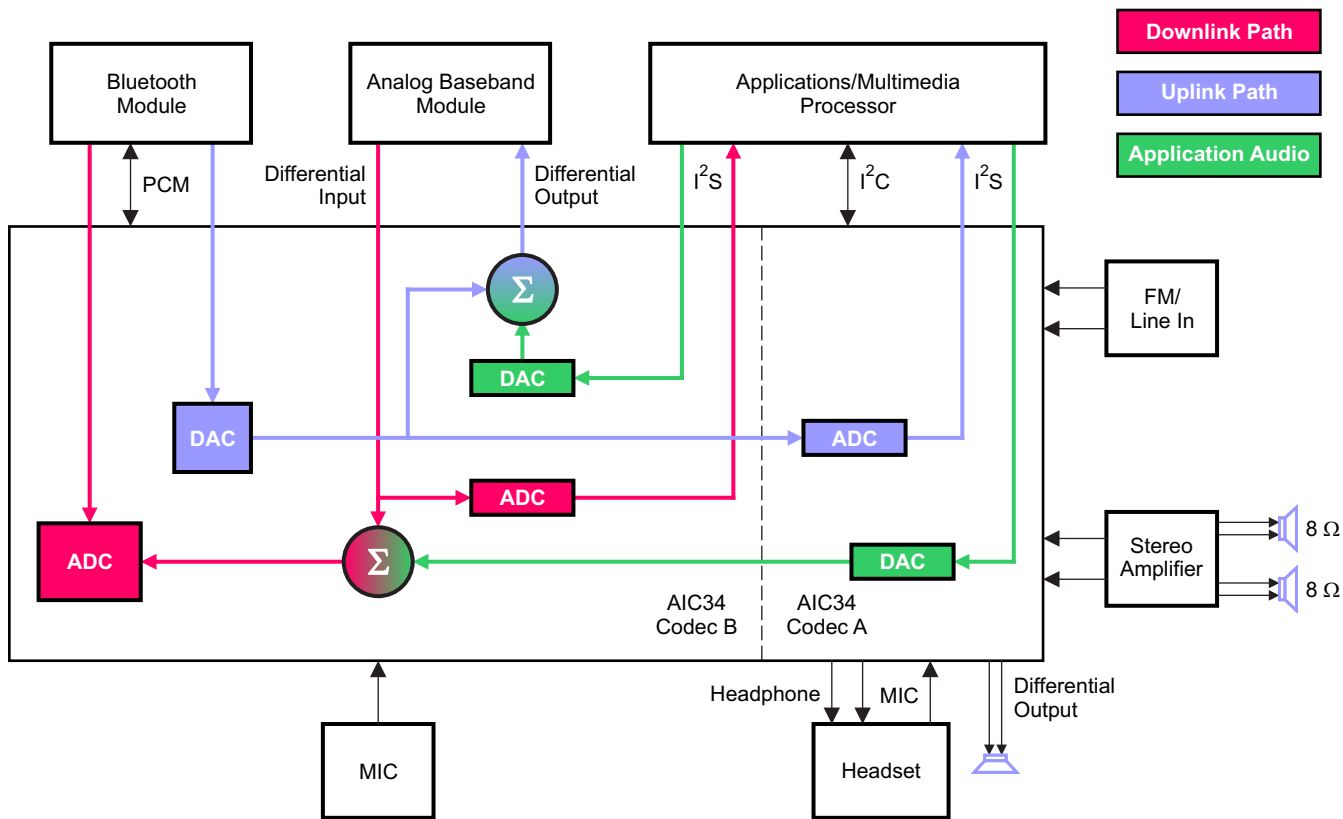 Downlink Path
Uplink Path
Application Audio
Bluetooth
Module
Analog Baseband
Module
Applications/Multimedia
Processor
PCM
Differential
Input
Differential
Output
I²S
I²C
I²S
Σ
DAC
DAC
ADC
ADC
ADC
Σ
DAC
AIC34
Codec B
AIC34
Codec A
FM/
Line In
Stereo
Amplifier
8 Ω
8 Ω
Headphone
MIC
Differential
Output
MIC
Headset